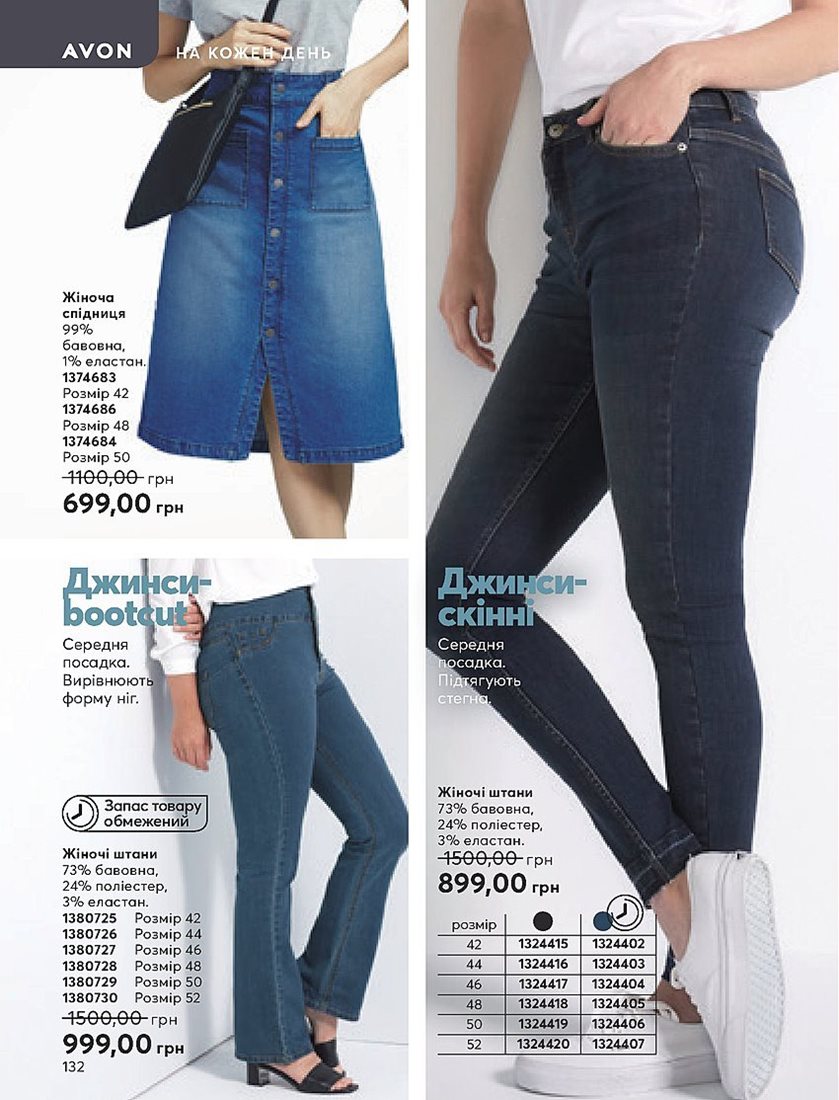 AVON
НА КОЖЕН ДЕНЬ
Жіноча
спідниця
99%
бавовна,
1% еластан.
1374683
Розмір 42
1374686
Розмір 48
1374684
Розмір 50
1100,00 грн
699,00 грн
Джинси-
bootcut
Середня
посадка.
Вирівнюють
форму ніг.
Запас товару
обмежений
Жіночі штани
73% бавовна,
24% поліестер,
3% еластан.
1380725 Розмір 42
1380726 Розмір 44
1380727 Розмір 46
1380728 Розмір 48
1380729 Розмір 50
1380730 Розмір 52
1500,00 грн
999,00 грн
132
Джинси-
скінні
Середня
посадка.
Підтягують
стегна.
Жіночі штани
73% бавовна,
24% поліестер,
3% еластан.
1500,00 грн
899,00 грн
розмір
42 1324415 1324402
44 1324416 1324403
46 1324417 1324404
48 1324418 1324405
50 1324419 1324406
52 1324420 1324407